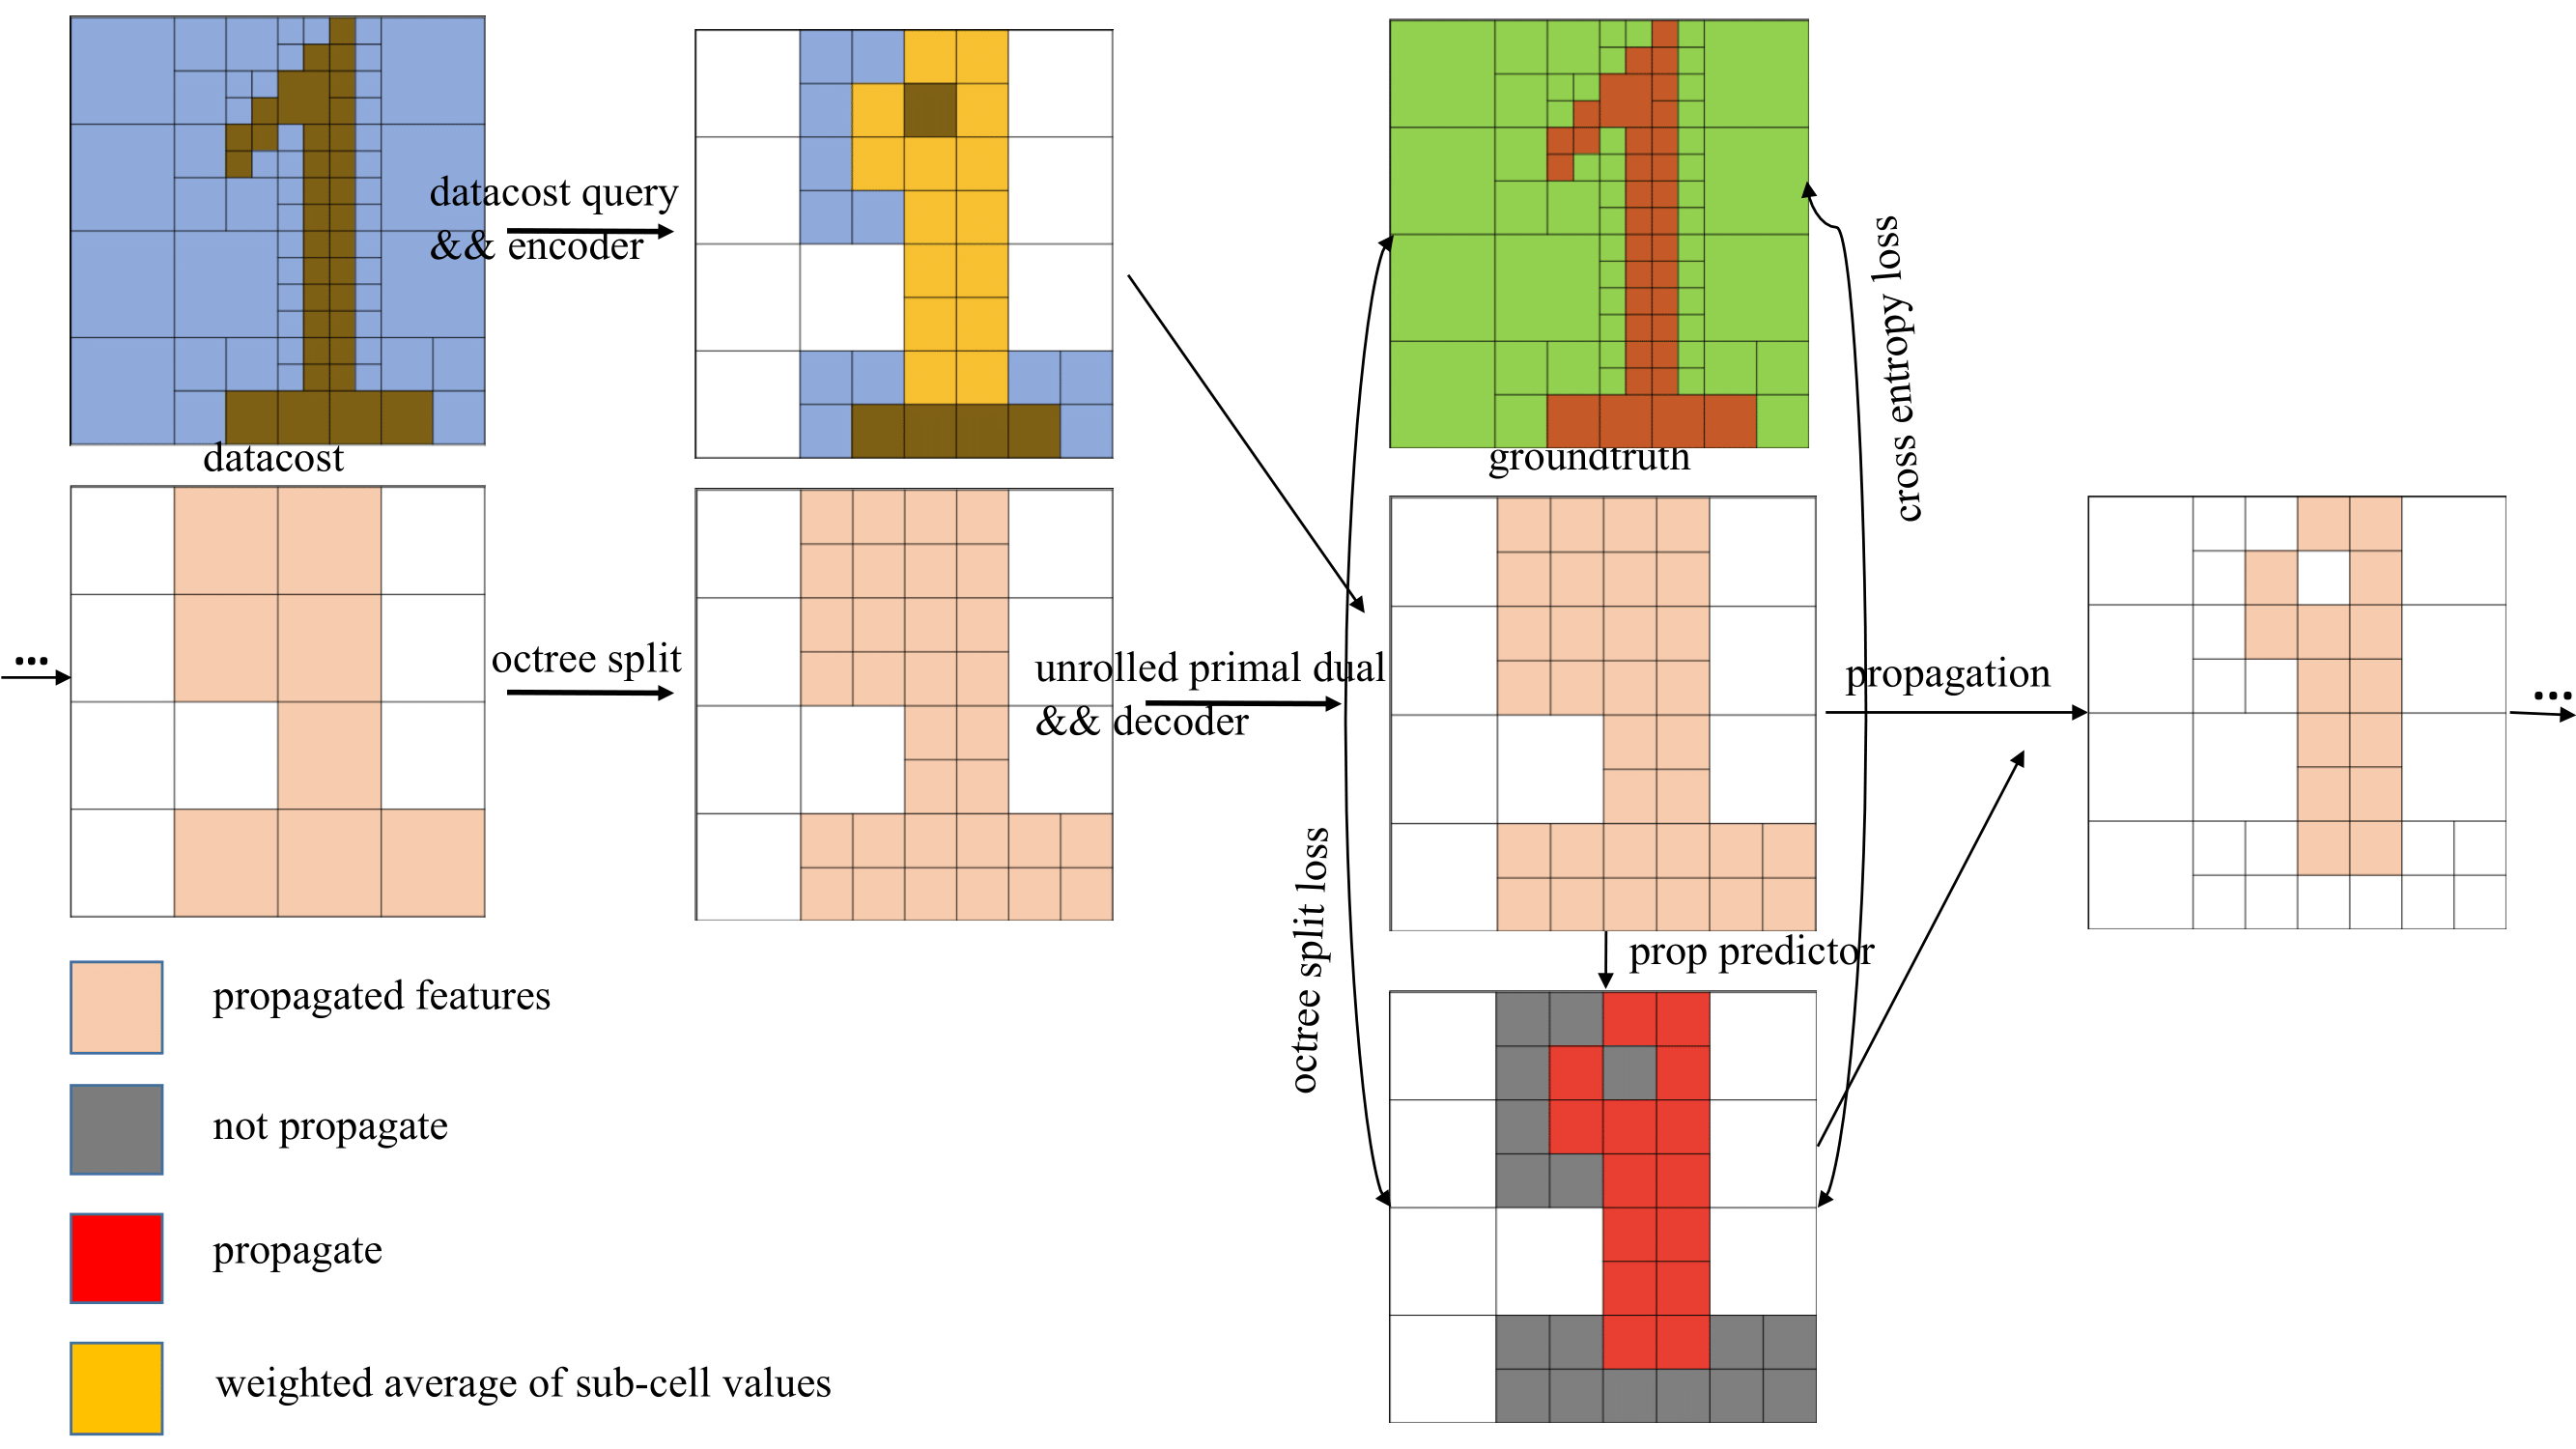 datacost query
&& encoder
datacost
groundtruth
cross entropy loss
...
octree split
unrolled primal dual
&& decoder
propagation
...
octree split loss
prop predictor
propagated features
not propagate
propagate
weighted average of sub-cell values